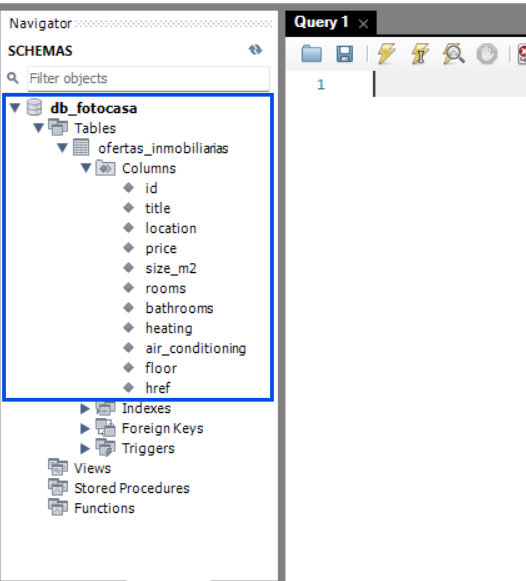 Navigator
SCHEMAS
Filter objects
db_fotocasa
Tables
ofertas_inmobiliarias
Columns
id
title
location
price
size_m2
rooms
bathrooms
heating
air_conditioning
floor
href
Indexes
Foreign Keys
Triggers
Views
Stored Procedures
Functions
Query 1
1